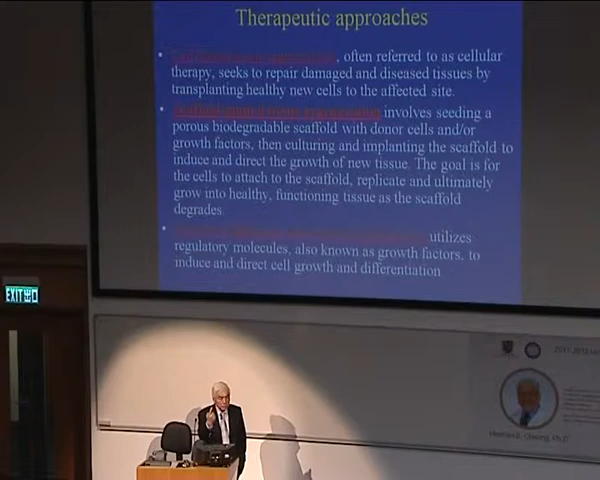 Therapeutic approaches
, often referred to as cellular
therapy, seeks to repair damaged and diseased tissues by
transplanting healthy new cells to the affected site.
involves seeding a
porous biodegradable scaffold with donor cells and/or
growth factors, then culturing and implanting the scaffold to
induce and direct the growth of new tissue. The goal is for
the cells to attach to the scaffold, replicate and ultimately
grow into healthy, functioning tissue as the scaffold
degrades.
utilizes
regulatory molecules, also known as growth factors, to
induce and direct cell growth and differentiation
EXIT 出口